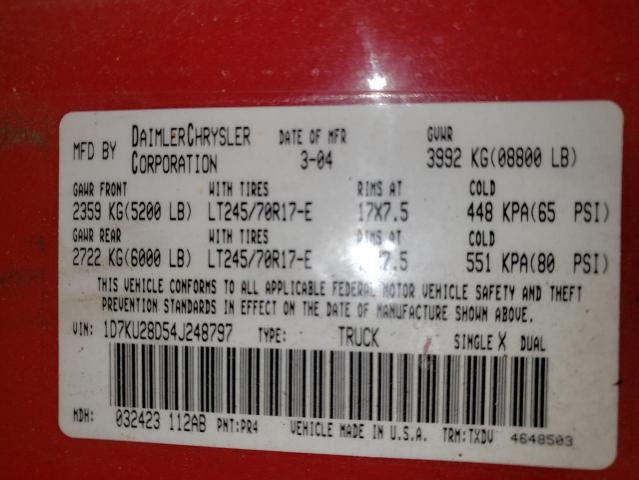 MFD BY DAIMLERCHRYSLER CORPORATION DATE OF MFR 3-04 GVWR 3992 KG(08800 LB)
GAWR FRONT WITH TIRES RIMS AT COLD
2359 KG(5200 LB) LT245/70R17-E 17X7.5 448 KPA(65 PSI)
GAWR REAR WITH TIRES RIMS AT COLD
2722 KG(6000 LB) LT245/70R17-E 7.5 551 KPA(80 PSI)
THIS VEHICLE CONFORMS TO ALL APPLICABLE FEDERAL MOTOR VEHICLE SAFETY AND THEFT
PREVENTION STANDARDS IN EFFECT ON THE DATE OF MANUFACTURE SHOWN ABOVE.
VIN: 1D7KU28D54J248797 TYPE: TRUCK SINGLE X DUAL
MDH: 032423 112AB PNT:PR4 VEHICLE MADE IN U.S.A. TRM:TXDV 4648503